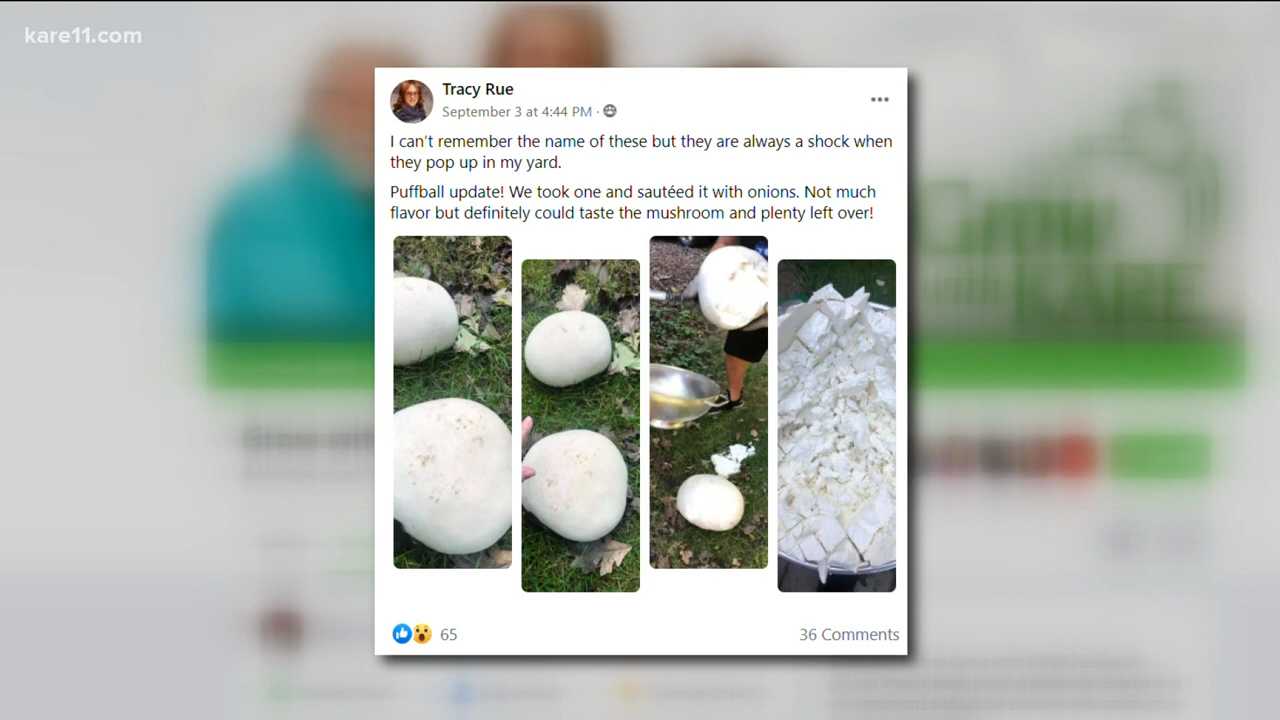 kare11.com
Tracy Rue
September 3 at 4:44 PM ·
I can't remember the name of these but they are always a shock when
they pop up in my yard.
Puffball update! We took one and sautéed it with onions. Not much
flavor but definitely could taste the mushroom and plenty left over!
65
36 Comments